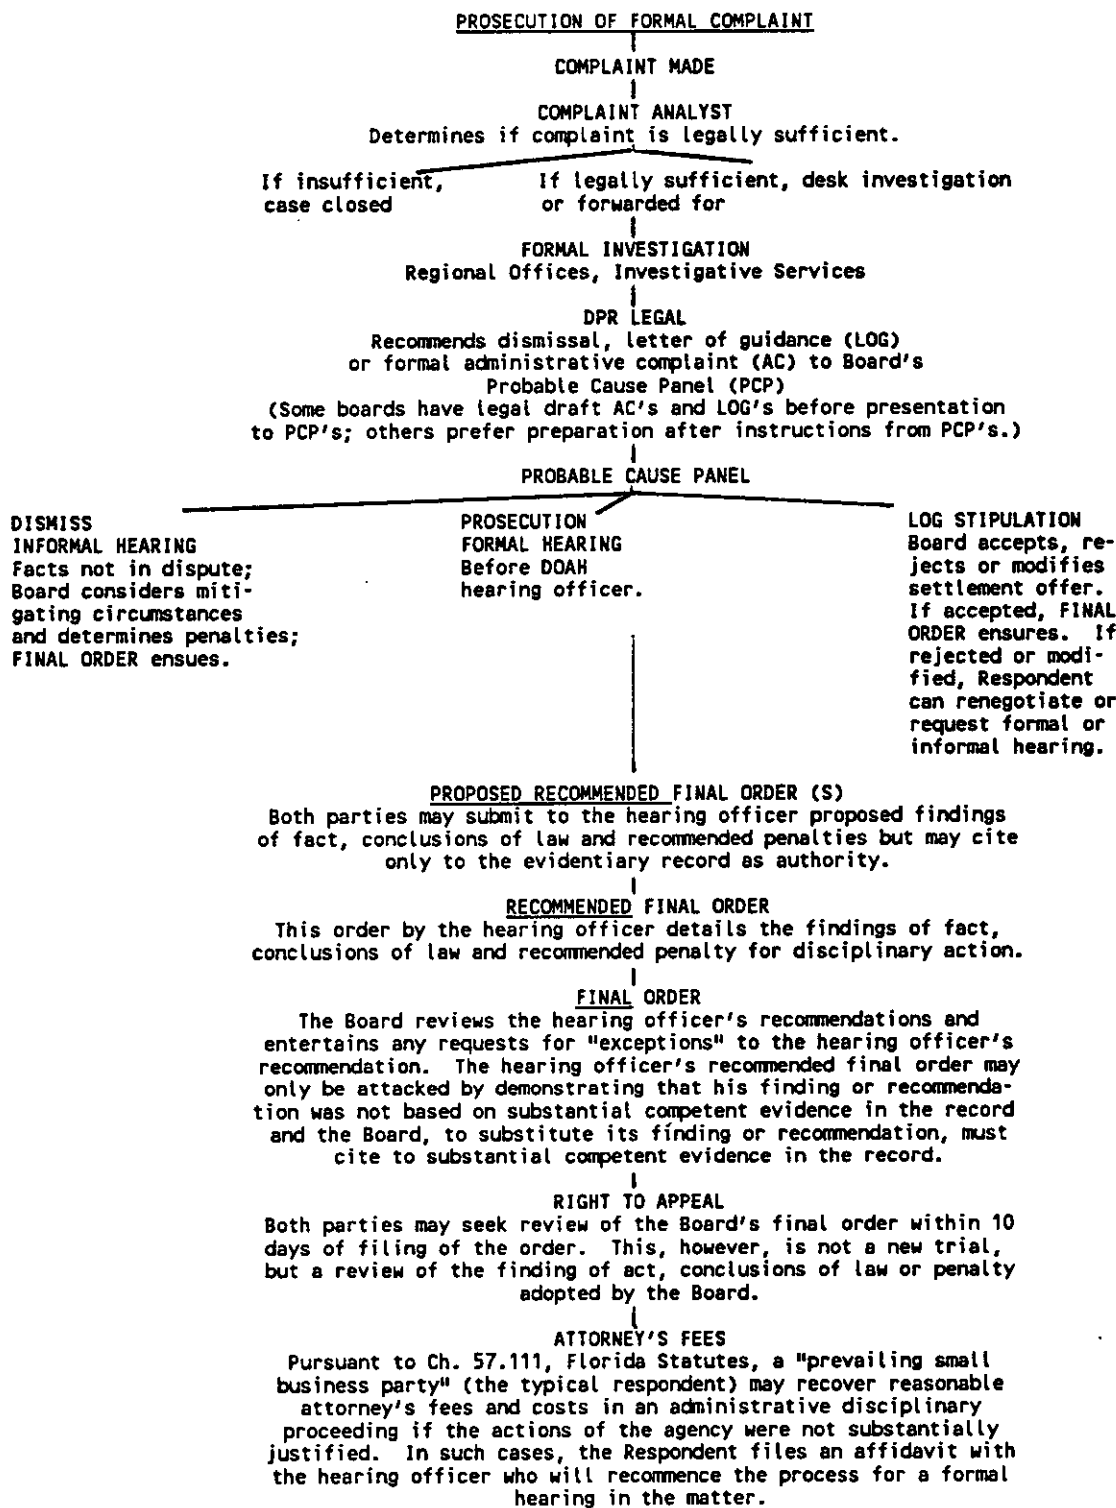 PROSECUTION OF FORMAL COMPLAINT
COMPLAINT MADE
COMPLAINT ANALYST
Determines if complaint is legally sufficient.
If insufficient,
case closed
If legally sufficient, desk investigation
or forwarded for
FORMAL INVESTIGATION
Regional Offices, Investigative Services
DPR LEGAL
Recommends dismissal, letter of guidance (LOG)
or formal administrative complaint (AC) to Board's
Probable Cause Panel (PCP)
(Some boards have legal draft AC's and LOG's before presentation
to PCP's; others prefer preparation after instructions from PCP's.)
PROBABLE CAUSE PANEL
DISMISS
INFORMAL HEARING
Facts not in dispute;
Board considers miti-
gating circumstances
and determines penalties;
FINAL ORDER ensues.
PROSECUTION
FORMAL HEARING
Before DOAH
hearing officer.
LOG STIPULATION
Board accepts, re-
jects or modifies
settlement offer.
If accepted, FINAL
ORDER ensures. If
rejected or modi-
fied, Respondent
can renegotiate or
request formal or
informal hearing.
PROPOSED RECOMMENDED FINAL ORDER (S)
Both parties may submit to the hearing officer proposed findings
of fact, conclusions of law and recommended penalties but may cite
only to the evidentiary record as authority.
RECOMMENDED FINAL ORDER
This order by the hearing officer details the findings of fact,
conclusions of law and recommended penalty for disciplinary action.
FINAL ORDER
The Board reviews the hearing officer's recommendations and
entertains any requests for "exceptions" to the hearing officer's
recommendation. The hearing officer's recommended final order may
only be attacked by demonstrating that his finding or recommenda-
tion was not based on substantial competent evidence in the record
and the Board, to substitute its finding or recommendation, must
cite to substantial competent evidence in the record.
RIGHT TO APPEAL
Both parties may seek review of the Board's final order within 10
days of filing of the order. This, however, is not a new trial,
but a review of the finding of act, conclusions of law or penalty
adopted by the Board.
ATTORNEY'S FEES
Pursuant to Ch. 57.111, Florida Statutes, a "prevailing small
business party" (the typical respondent) may recover reasonable
attorney's fees and costs in an administrative disciplinary
proceeding if the actions of the agency were not substantially
justified. In such cases, the Respondent files an affidavit with
the hearing officer who will recommence the process for a formal
hearing in the matter.